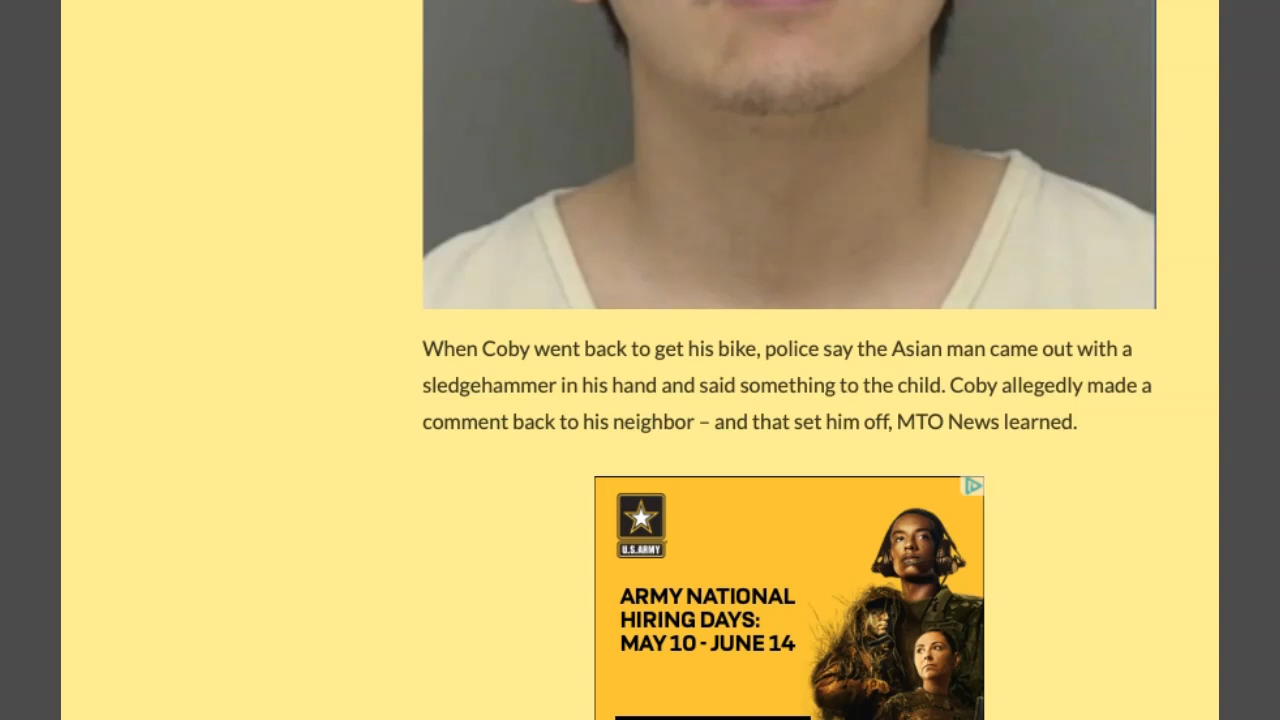 When Coby went back to get his bike, police say the Asian man came out with a
sledgehammer in his hand and said something to the child. Coby allegedly made a
comment back to his neighbor – and that set him off, MTO News learned.
U.S.ARMY
ARMY NATIONAL
HIRING DAYS:
MAY 10 - JUNE 14